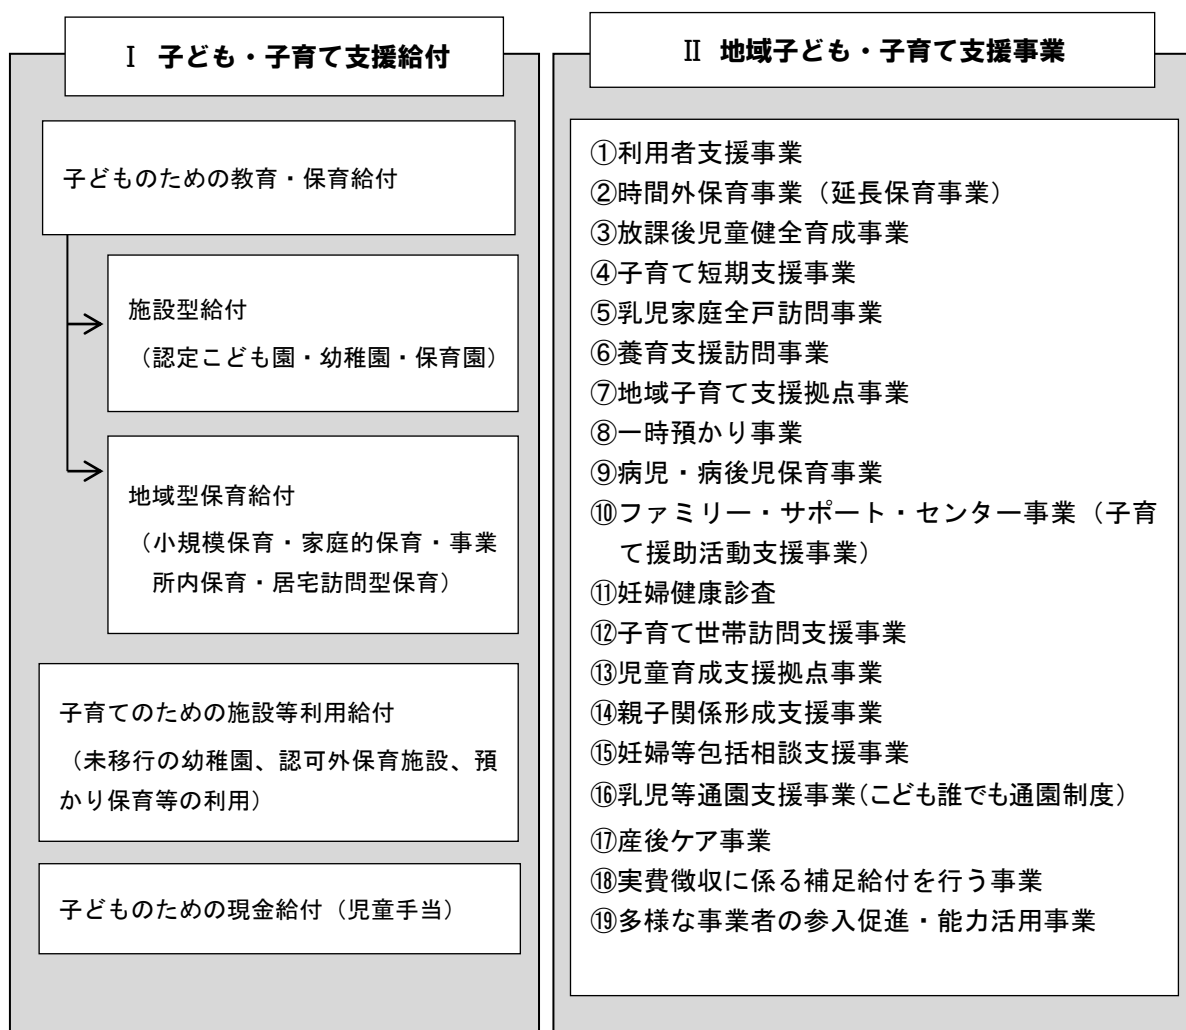 Ⅰ 子ども・子育て支援給付
子どものための教育・保育給付
施設型給付
（認定こども園・幼稚園・保育園）
地域型保育給付
（小規模保育・家庭的保育・事業
所内保育・居宅訪問型保育）
子育てのための施設等利用給付
（未移行の幼稚園、認可外保育施設、預
かり保育等の利用）
子どものための現金給付（児童手当）
Ⅱ 地域子ども・子育て支援事業
①利用者支援事業
②時間外保育事業（延長保育事業）
③放課後児童健全育成事業
④子育て短期支援事業
⑤乳児家庭全戸訪問事業
⑥養育支援訪問事業
⑦地域子育て支援拠点事業
⑧一時預かり事業
⑨病児・病後児保育事業
⑩ファミリー・サポート・センター事業（子育
て援助活動支援事業）
⑪妊婦健康診査
⑫子育て世帯訪問支援事業
⑬児童育成支援拠点事業
⑭親子関係形成支援事業
⑮妊婦等包括相談支援事業
⑯乳児等通園支援事業（こども誰でも通園制度）
⑰産後ケア事業
⑱実費徴収に係る補足給付を行う事業
⑲多様な事業者の参入促進・能力活用事業